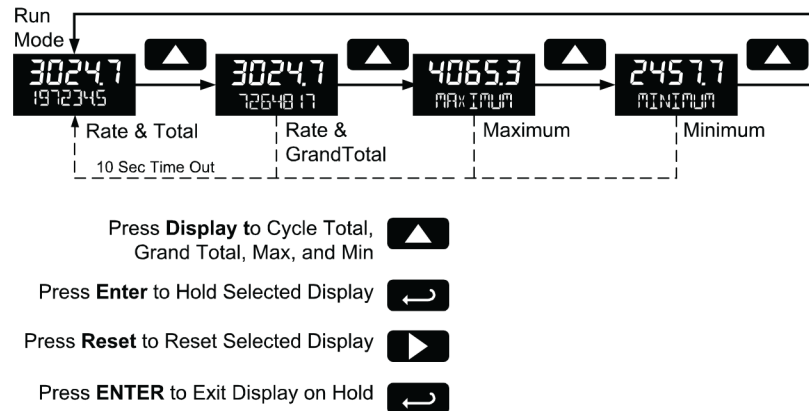 Run
Mode
3024.7
1972345
3024.7
7264817
4065.3
MAXIMUM
2457.7
MINIMUM
Rate & Total
Rate &
GrandTotal
Maximum
Minimum
10 Sec Time Out
Press Display to Cycle Total,
Grand Total, Max, and Min
Press Enter to Hold Selected Display
Press Reset to Reset Selected Display
Press ENTER to Exit Display on Hold